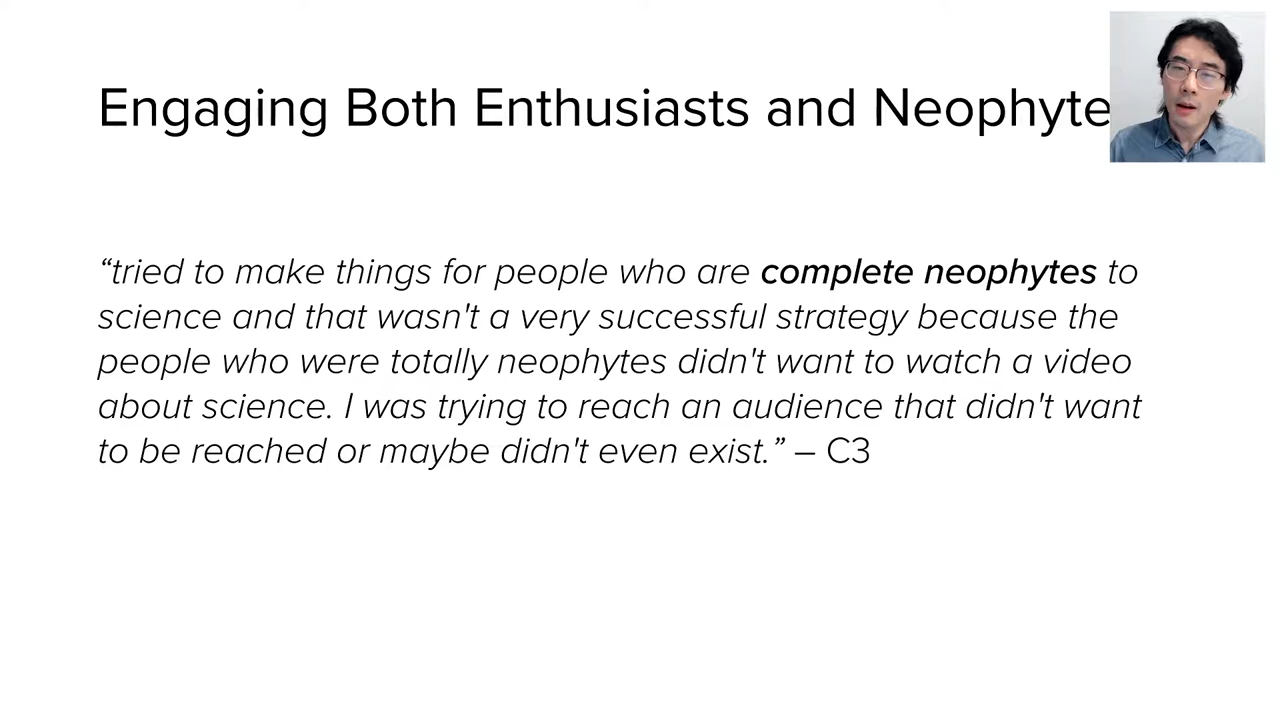 Engaging Both Enthusiasts and Neophyte
“tried to make things for people who are complete neophytes to
science and that wasn't a very successful strategy because the
people who were totally neophytes didn't want to watch a video
about science. I was trying to reach an audience that didn't want
to be reached or maybe didn't even exist.” – C3